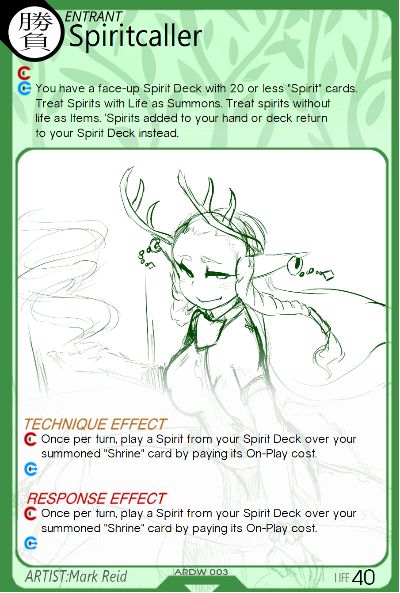 勝負
ENTRANT
Spiritcaller
You have a face-up Spirit Deck with 20 or less "Spirit" cards.
Treat Spirits with Life as Summons. Treat spirits without
life as Items. 'Spirits added to your hand or deck return
to your Spirit Deck instead.
TECHNIQUE EFFECT
Once per turn, play a Spirit from your Spirit Deck over your
summoned "Shrine" card by paying its On-Play cost.
RESPONSE EFFECT
Once per turn, play a Spirit from your Spirit Deck over your
summoned "Shrine" card by paying its On-Play cost.
ARTIST:Mark Reid
ARDW 003
LIFE 40